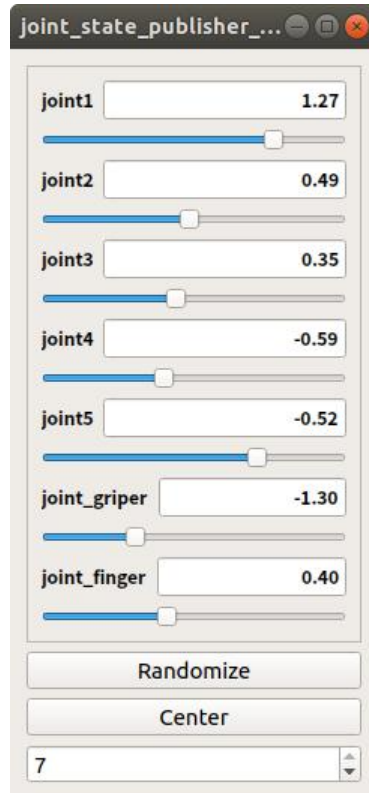 joint_state_publisher_...
joint1 1.27
joint2 0.49
joint3 0.35
joint4 -0.59
joint5 -0.52
joint_griper -1.30
joint_finger 0.40
Randomize
Center
7